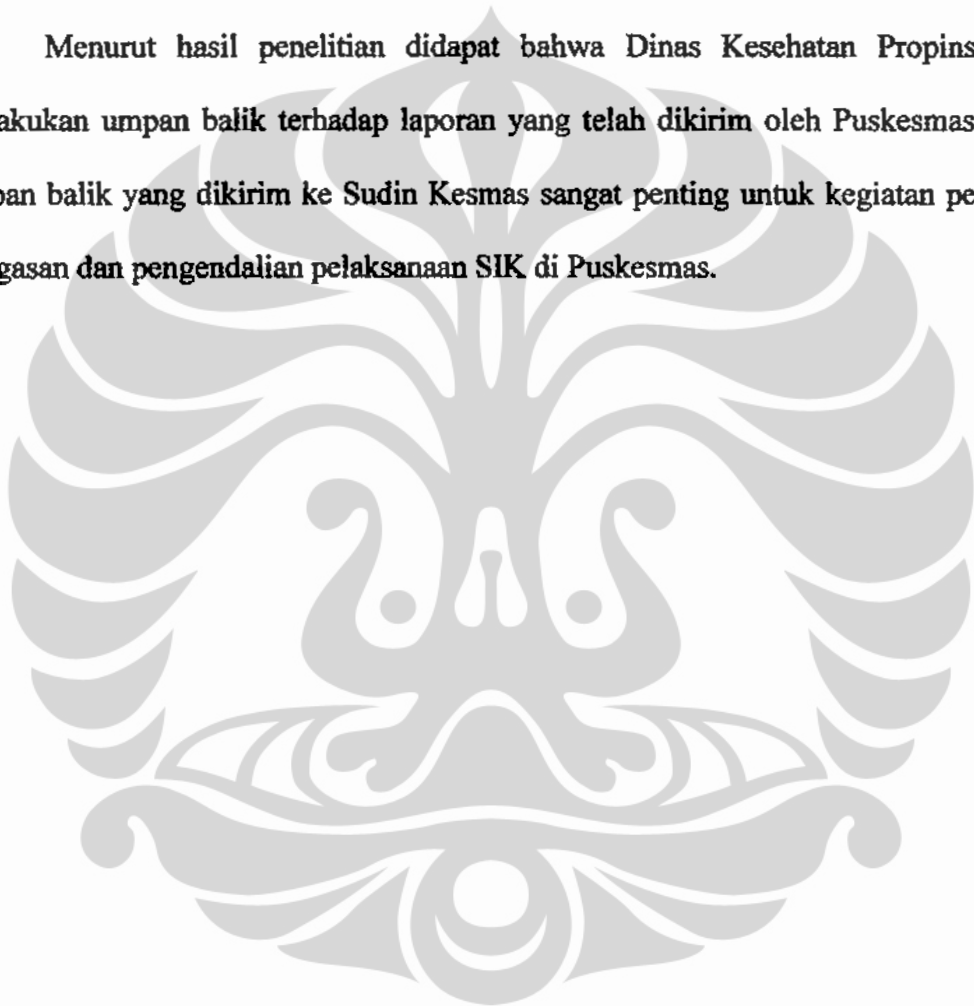 Menurut hasil penelitian didapat bahwa Dinas Kesehatan Propins
akukan umpan balik terhadap laporan yang telah dikirim oleh Puskesmas
pan balik yang dikirim ke Sudin Kesmas sangat penting untuk kegiatan pe
gasan dan pengendalian pelaksanaan SIK di Puskesmas.